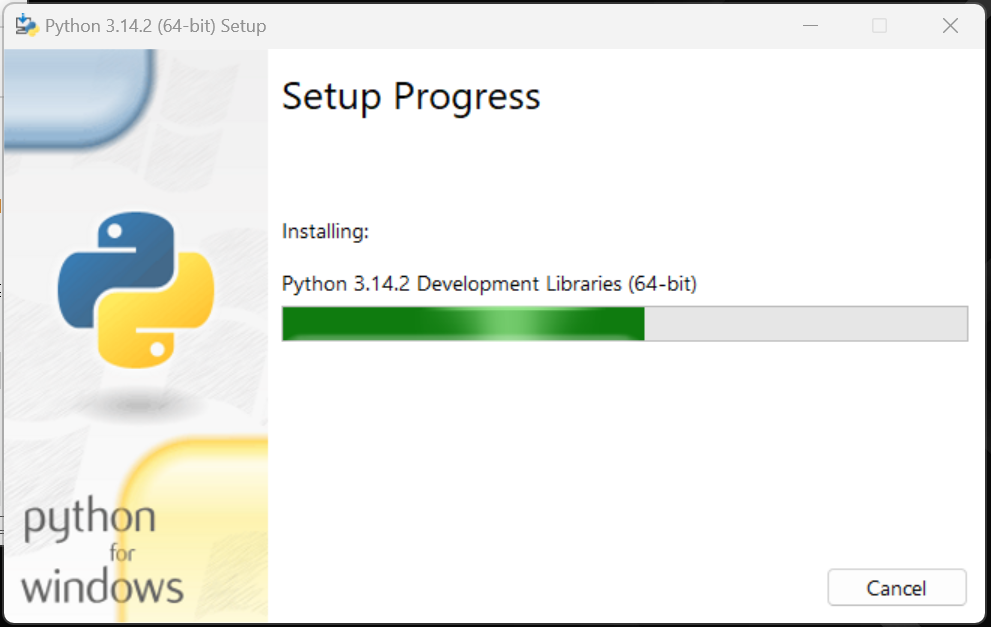 Python 3.14.2 (64-bit) Setup
Setup Progress
Installing:
Python 3.14.2 Development Libraries (64-bit)
python
for
windows
Cancel